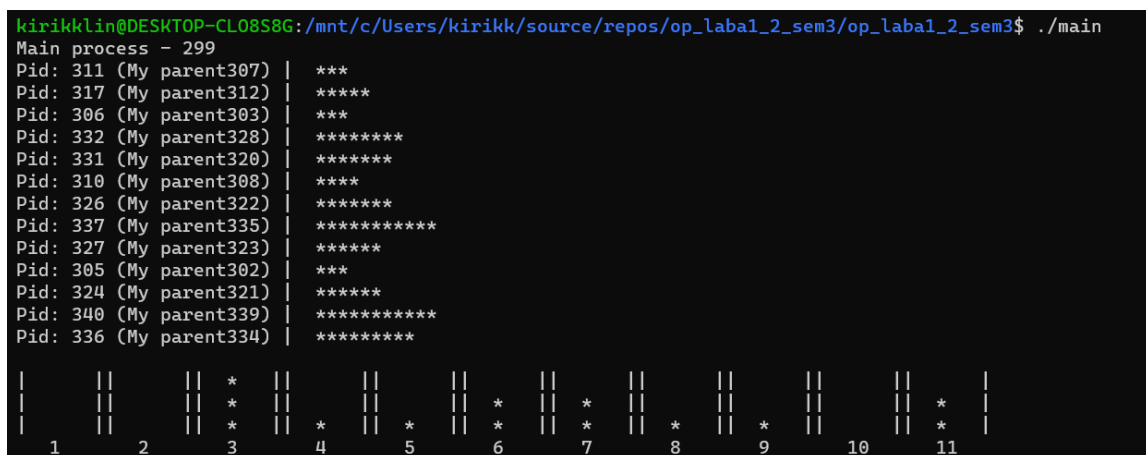 kirikklin@DESKTOP-CLO8S8G:/mnt/c/Users/kirikk/source/repos/op_laba1_2_sem3/op_laba1_2_sem3$ ./main
Main process - 299
Pid: 311 (My parent307) |  ***
Pid: 317 (My parent312) |  *****
Pid: 306 (My parent303) |  ***
Pid: 332 (My parent328) |  ********
Pid: 331 (My parent320) |  *******
Pid: 310 (My parent308) |  ****
Pid: 326 (My parent322) |  *******
Pid: 337 (My parent335) |  ***********
Pid: 327 (My parent323) |  ******
Pid: 305 (My parent302) |  ***
Pid: 324 (My parent321) |  ******
Pid: 340 (My parent339) |  ***********
Pid: 336 (My parent334) |  *********
|      ||      ||  *   ||      ||      ||      ||      ||      ||      ||      ||      |
|      ||      ||  *   ||      ||      ||  *   ||  *   ||      ||      ||      ||  *   |
|      ||      ||  *   ||  *   ||  *   ||  *   ||  *   ||  *   ||  *   ||      ||  *   |
   1       2       3       4       5       6       7       8       9       10      11